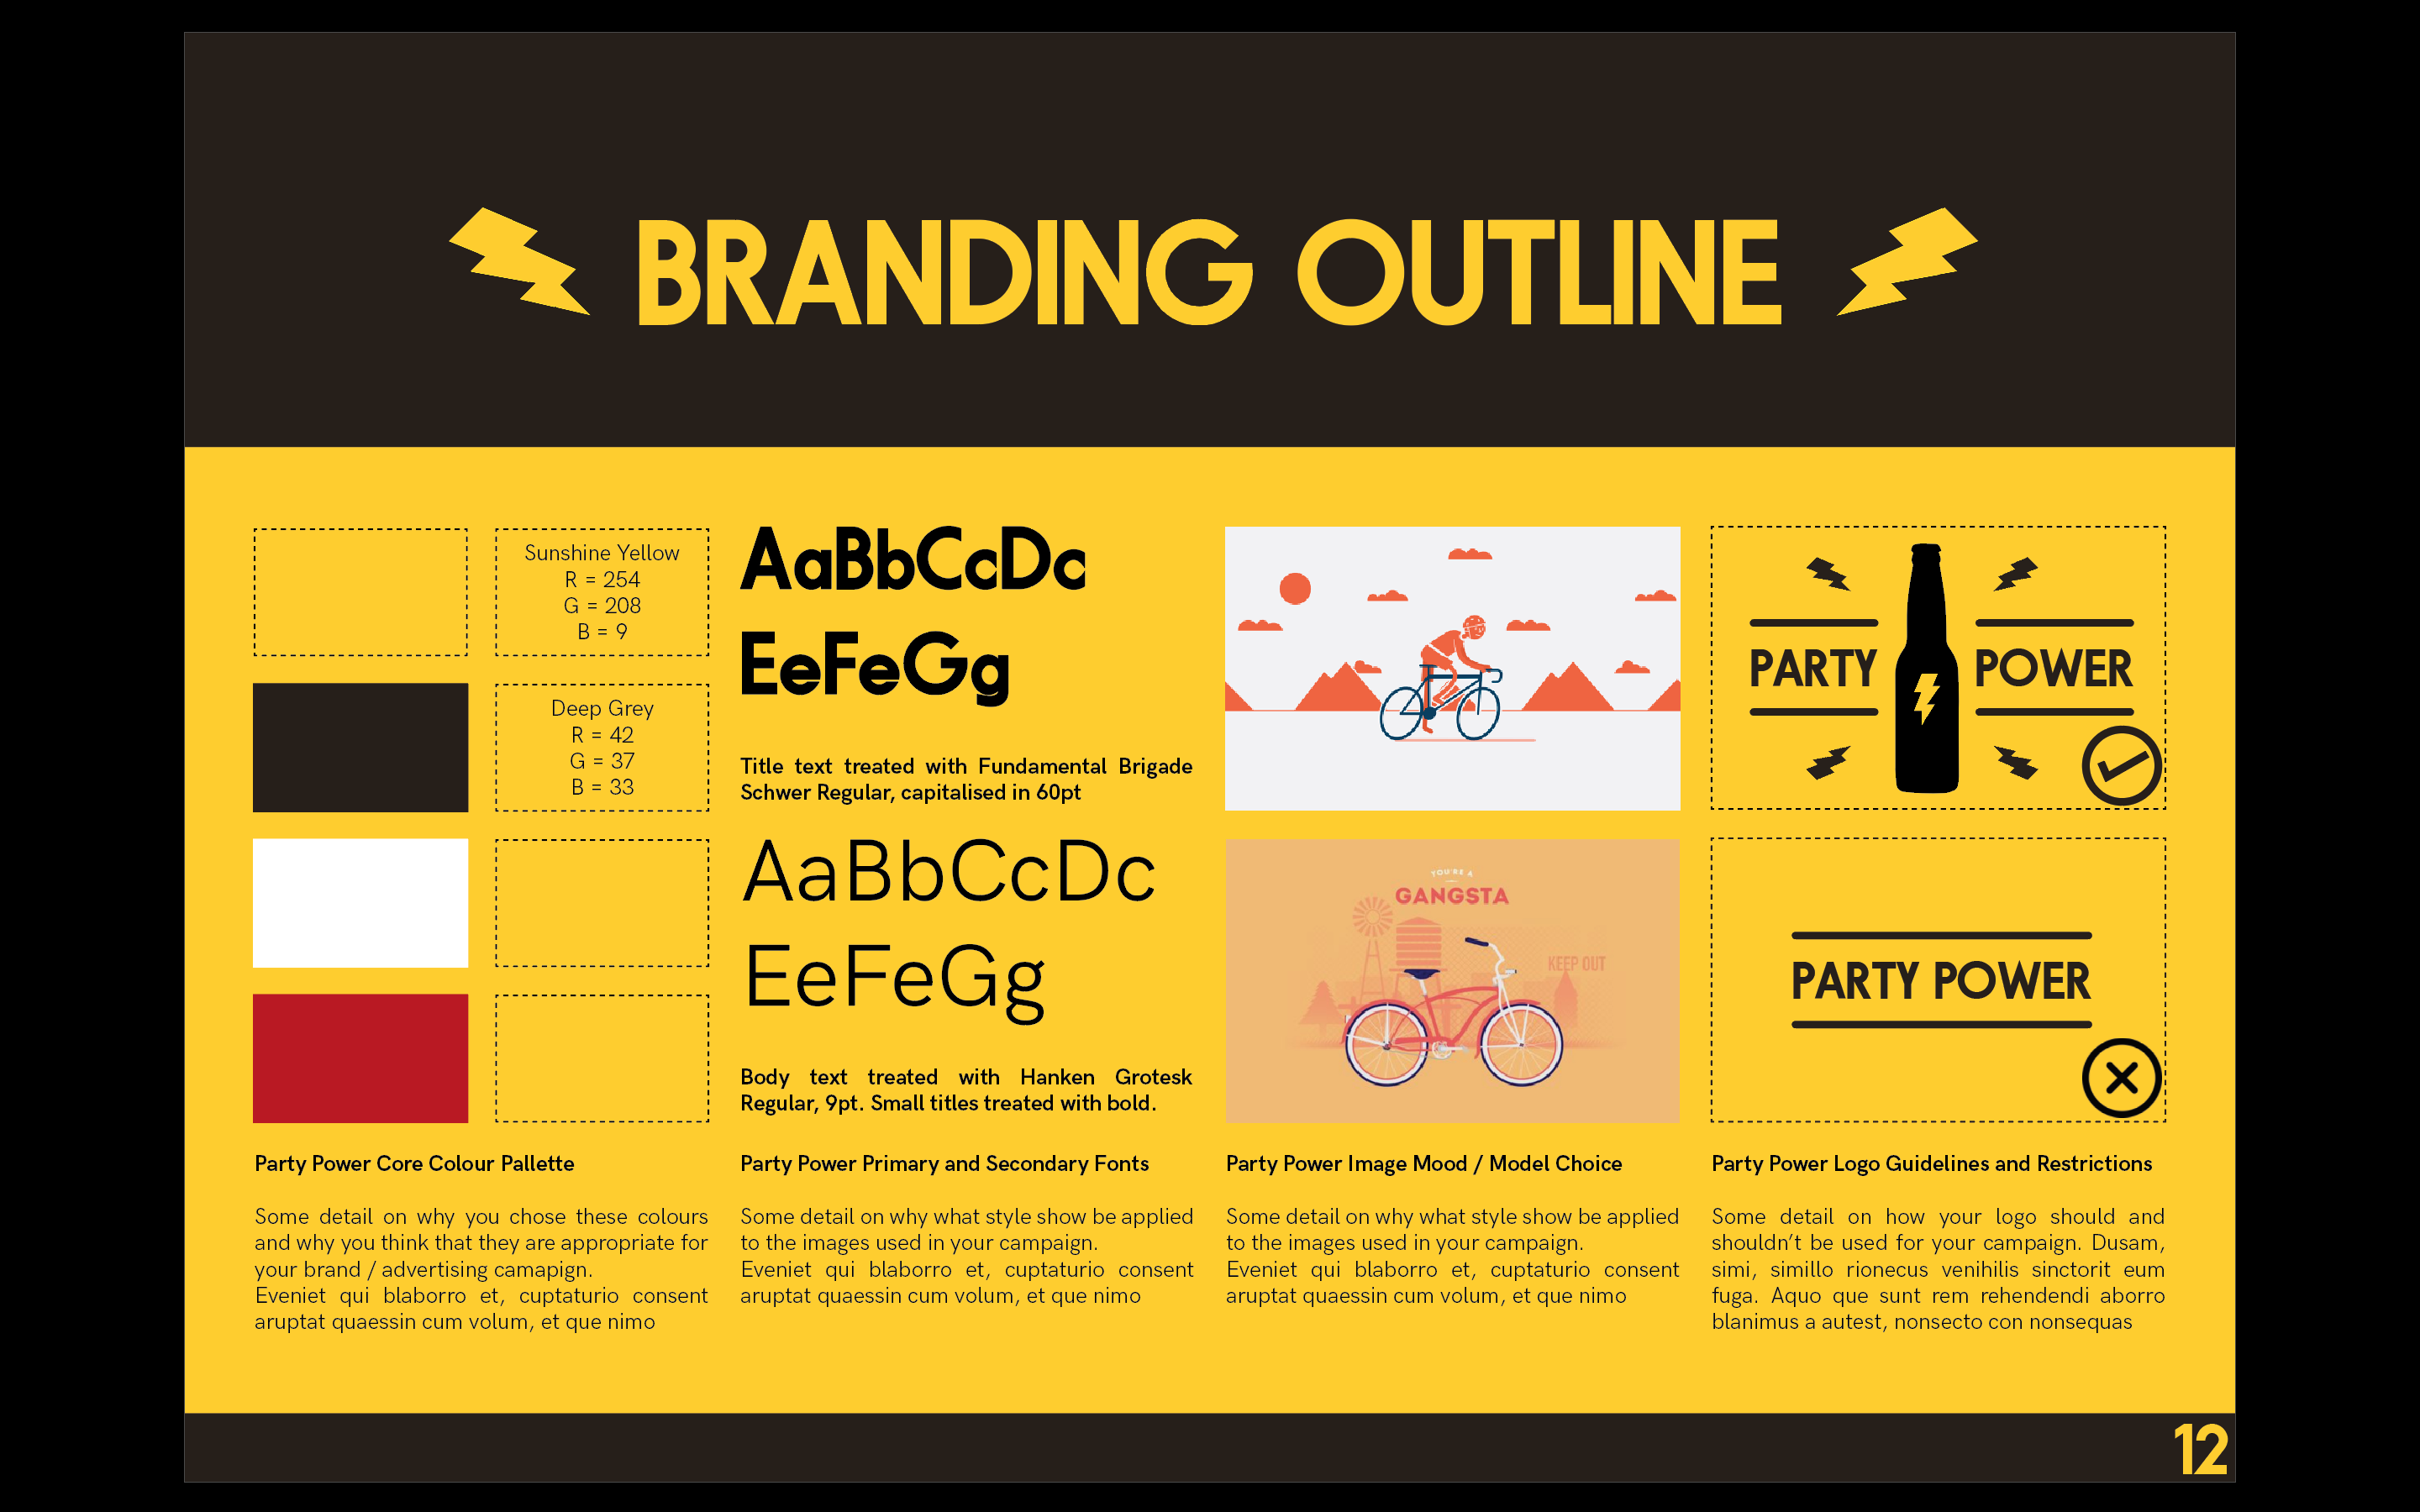 BRANDING OUTLINE
Sunshine Yellow
R = 254
G = 208
B = 9
Deep Grey
R = 42
G = 37
B = 33
AaBbCcDc
EeFeGg
Title text treated with Fundamental Brigade
Schwer Regular, capitalised in 60pt
AaBbCcDc
EeFeGg
Body text treated with Hanken Grotesk
Regular, 9pt. Small titles treated with bold.
YOU'RE A
GANGSTA
KEEP OUT
PARTY POWER
PARTY POWER
Party Power Core Colour Pallette
Some detail on why you chose these colours
and why you think that they are appropriate for
your brand / advertising camapign.
Eveniet qui blaborro et, cuptaturio consent
aruptat quaessin cum volum, et que nimo
Party Power Primary and Secondary Fonts
Some detail on why what style show be applied
to the images used in your campaign.
Eveniet qui blaborro et, cuptaturio consent
aruptat quaessin cum volum, et que nimo
Party Power Image Mood / Model Choice
Some detail on why what style show be applied
to the images used in your campaign.
Eveniet qui blaborro et, cuptaturio consent
aruptat quaessin cum volum, et que nimo
Party Power Logo Guidelines and Restrictions
Some detail on how your logo should and
shouldn’t be used for your campaign. Dusam,
simi, simillo rionecus venihilis sinctorit eum
fuga. Aquo que sunt rem rehendendi aborro
blanimus a autest, nonsecto con nonsequas
12